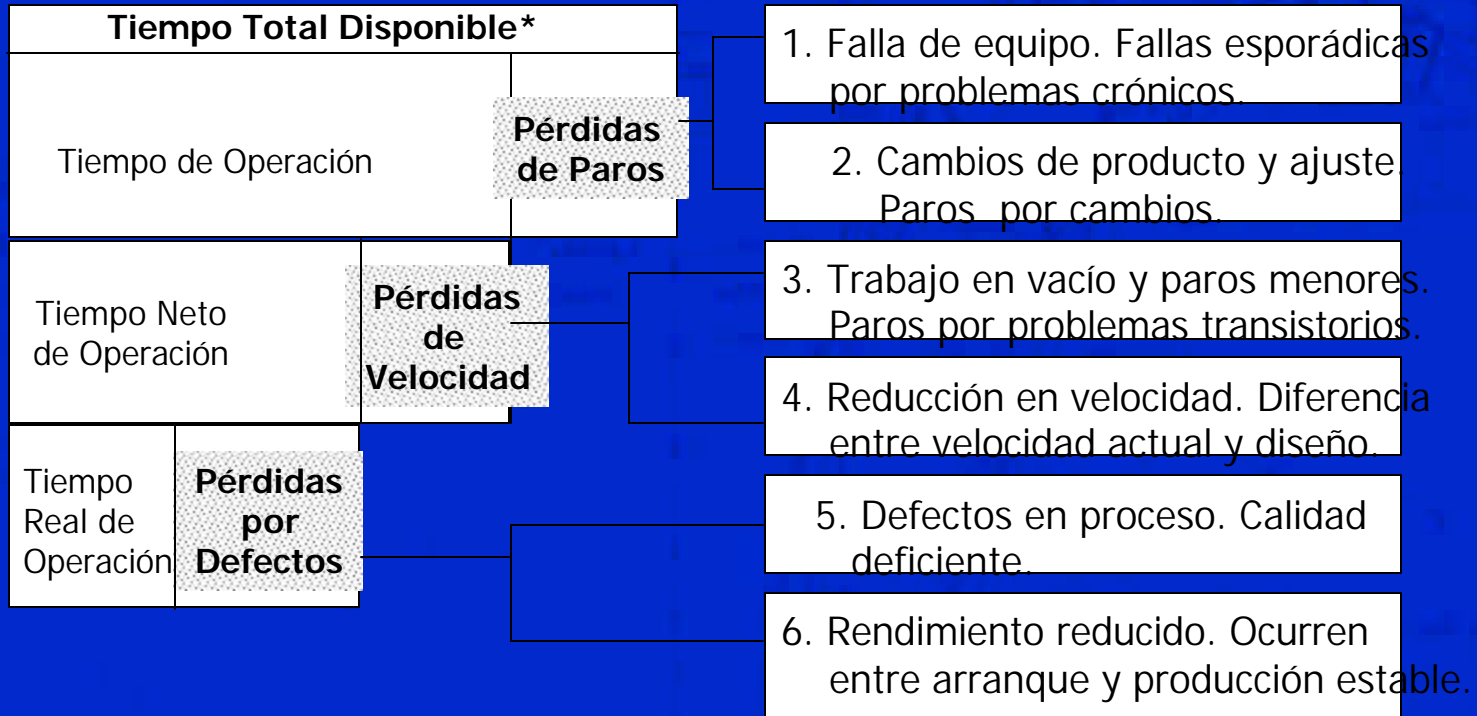 Tiempo Total Disponible*
Tiempo de Operación
Pérdidas
de Paros
1. Falla de equipo. Fallas esporádicas
por problemas crónicos.
2. Cambios de producto y ajuste.
Paros por cambios.
Tiempo Neto
de Operación
Pérdidas
de
Velocidad
3. Trabajo en vacío y paros menores.
Paros por problemas transistorios.
4. Reducción en velocidad. Diferencia
entre velocidad actual y diseño.
Tiempo
Real de
Operación
Pérdidas
por
Defectos
5. Defectos en proceso. Calidad
deficiente.
6. Rendimiento reducido. Ocurren
entre arranque y producción estable.